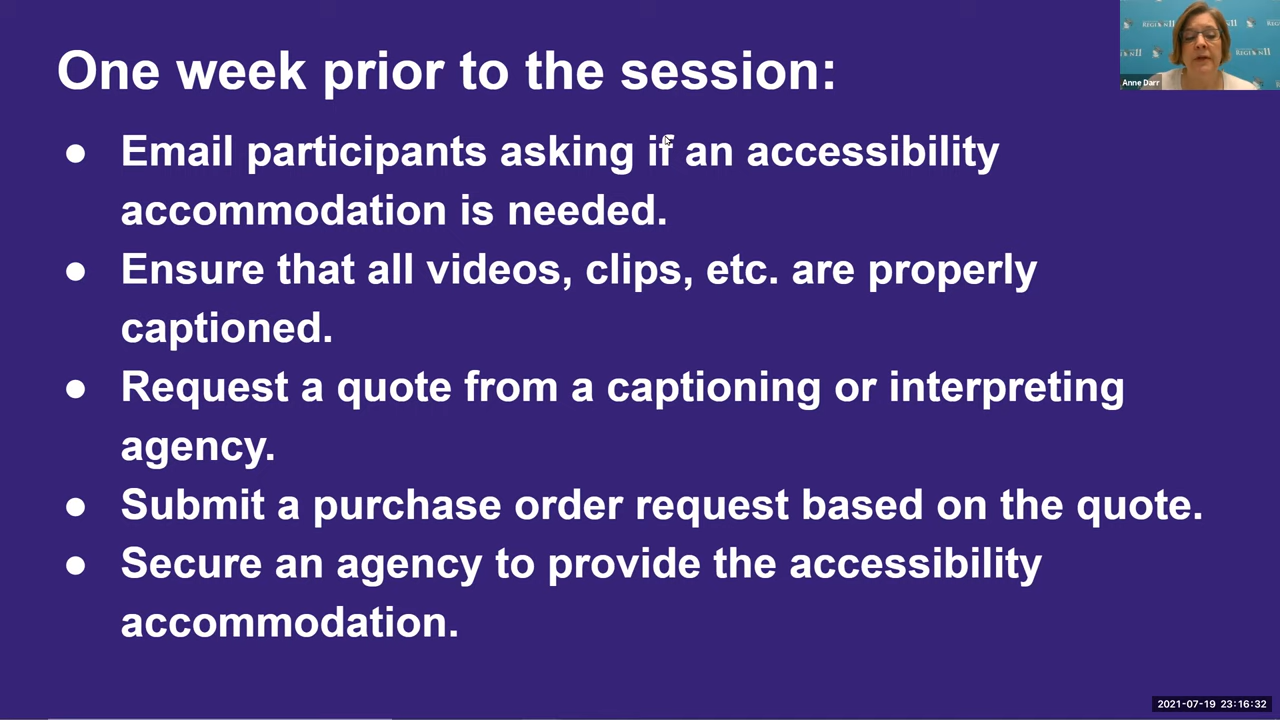 One week prior to the session:
● Email participants asking if an accessibility
accommodation is needed.
● Ensure that all videos, clips, etc. are properly
captioned.
● Request a quote from a captioning or interpreting
agency.
● Submit a purchase order request based on the quote.
● Secure an agency to provide the accessibility
accommodation.
Anne Darr
2021-07-19 23:16:32